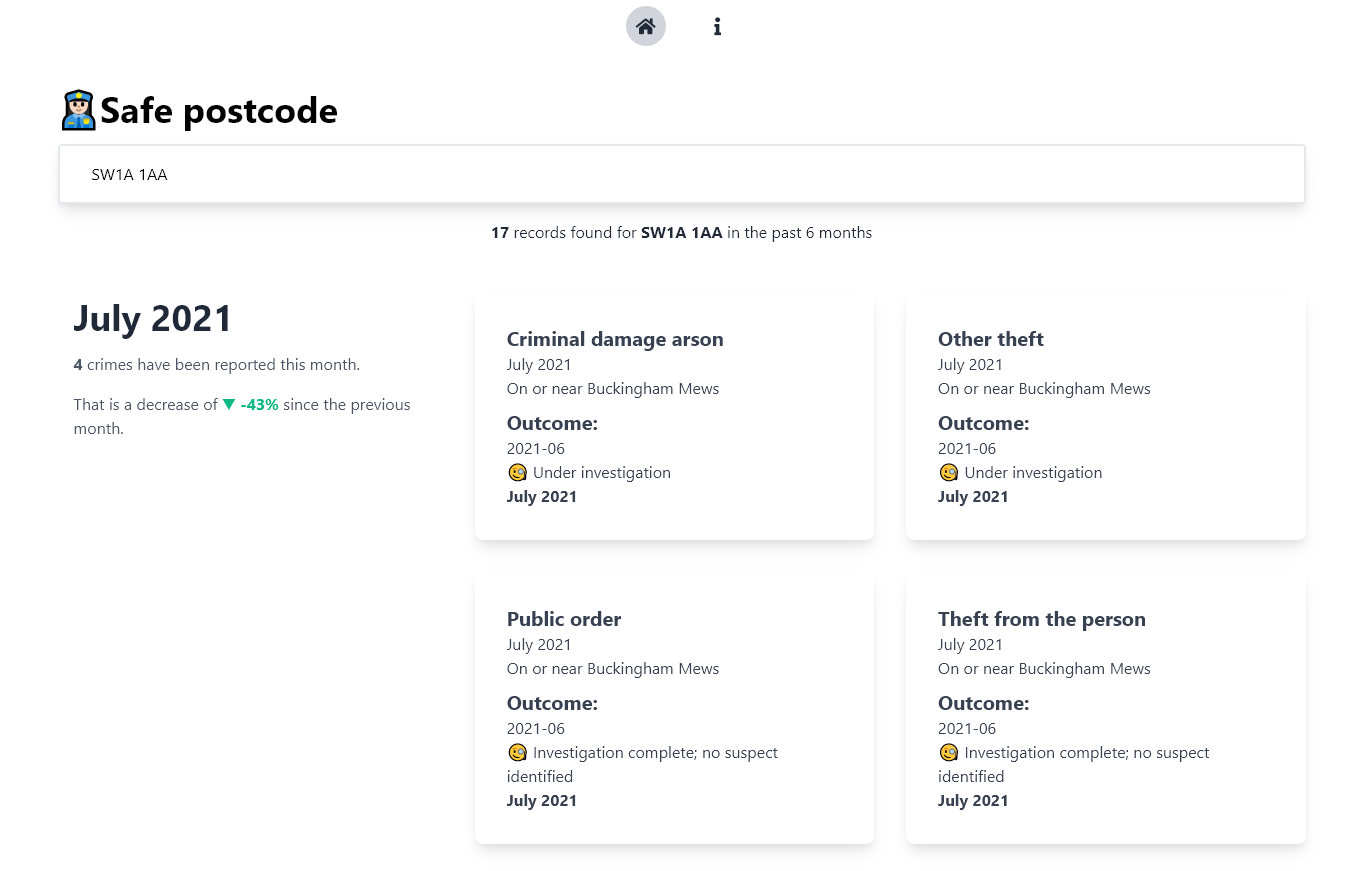 Safe postcode
SW1A 1AA
17 records found for SW1A 1AA in the past 6 months
July 2021
4 crimes have been reported this month.
That is a decrease of ▼ -43% since the previous
month.
Criminal damage arson
July 2021
On or near Buckingham Mews
Outcome:
2021-06
Under investigation
July 2021
Other theft
July 2021
On or near Buckingham Mews
Outcome:
2021-06
Under investigation
July 2021
Public order
July 2021
On or near Buckingham Mews
Outcome:
2021-06
Investigation complete; no suspect
identified
July 2021
Theft from the person
July 2021
On or near Buckingham Mews
Outcome:
2021-06
Investigation complete; no suspect
identified
July 2021